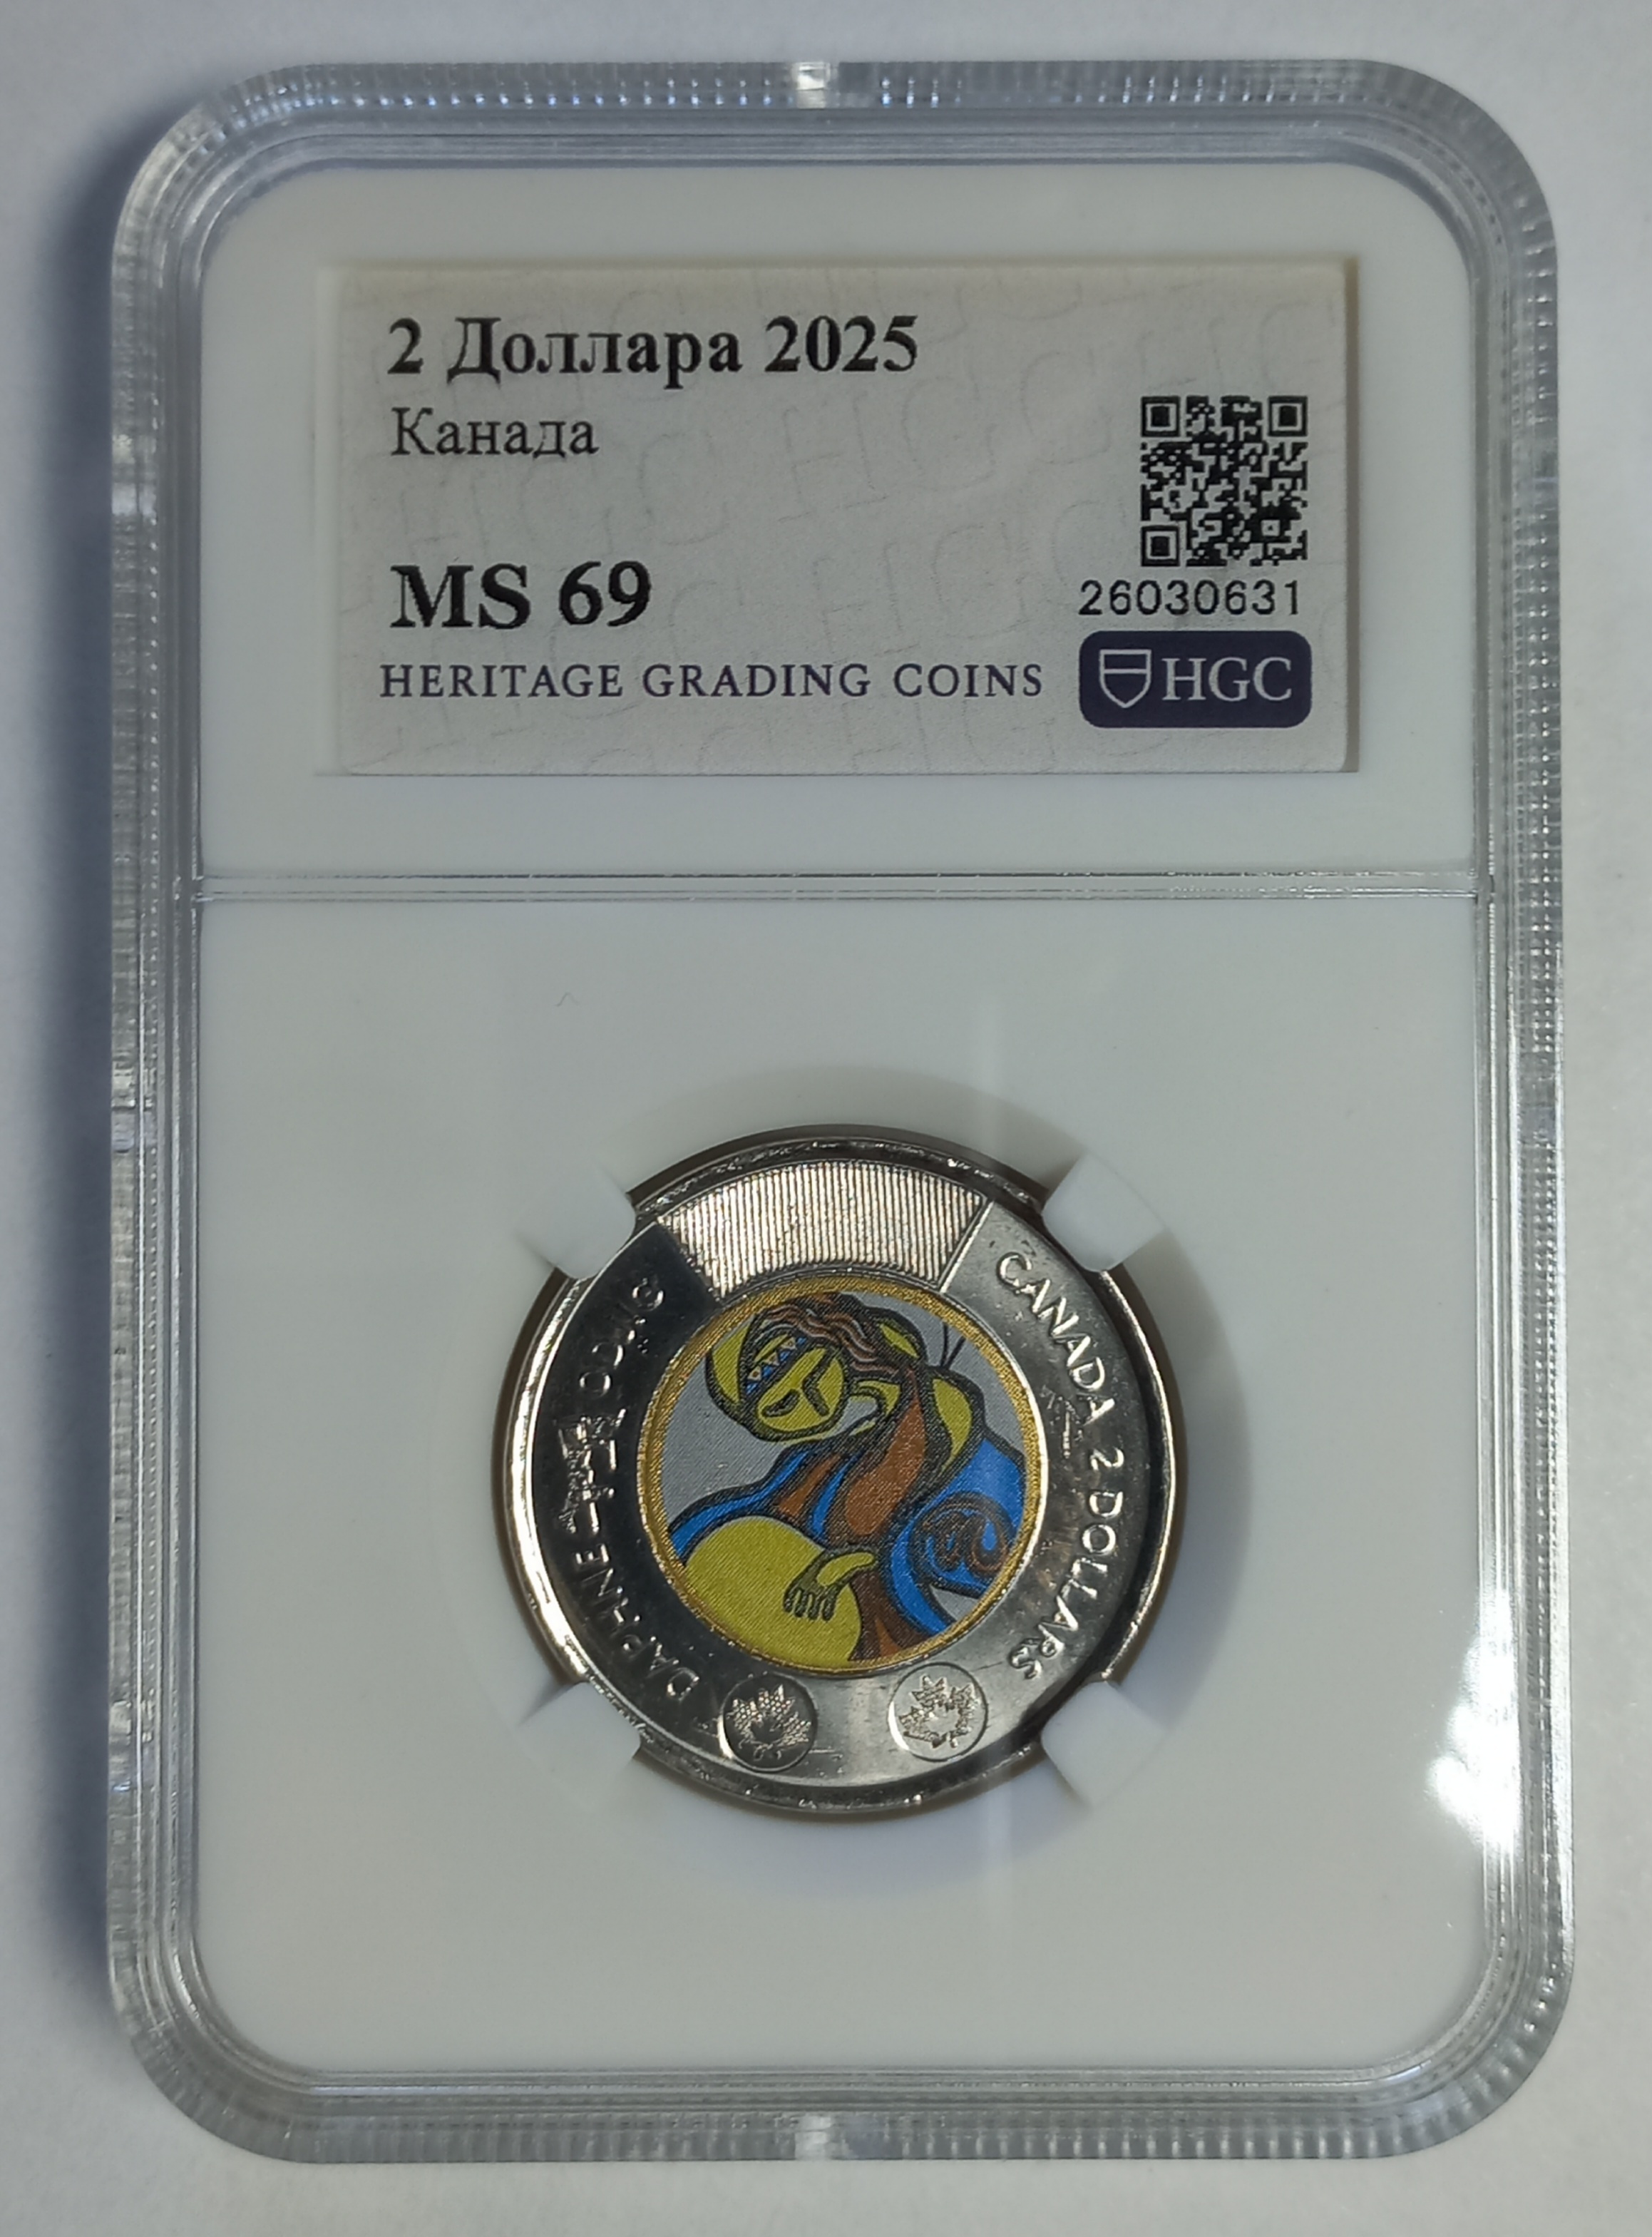 2 Доллара 2025
Канада
MS 69
26030631
HERITAGE GRADING COINS
HGC
DAPHNE ODJIG
CANADA 2 DOLLARS